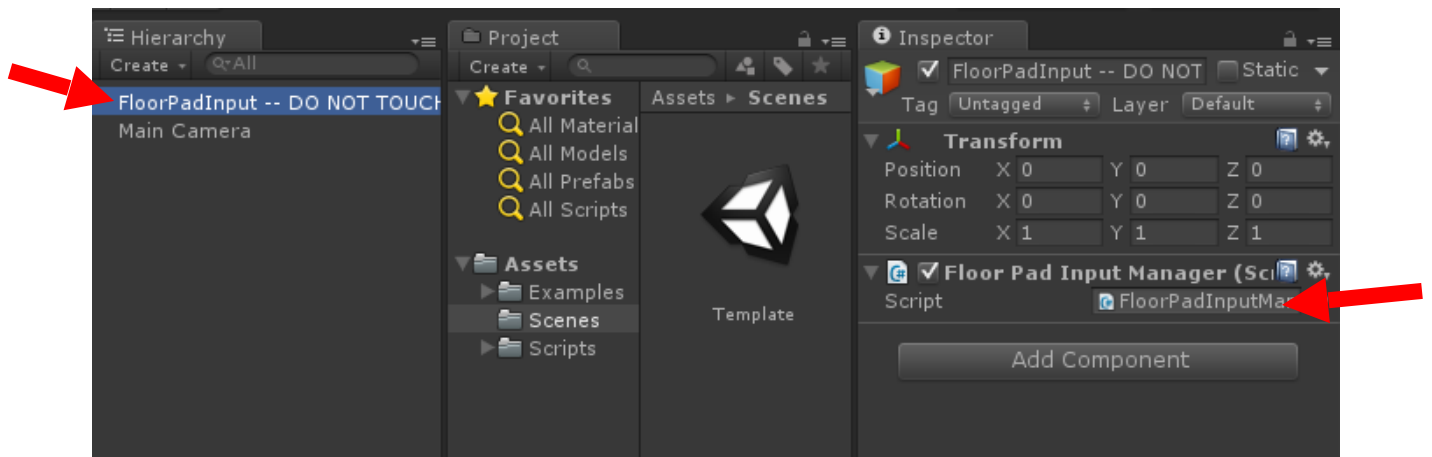 Hierarchy
Create
All
FloorPadInput -- DO NOT TOUCH
Main Camera
Project
Create
Favorites
All Material
All Models
All Prefabs
All Scripts
Assets
Examples
Scenes
Scripts
Assets Scenes
Template
Inspector
FloorPadInput -- DO NOT Static
Tag Untagged Layer Default
Transform
Position X 0 Y 0 Z 0
Rotation X 0 Y 0 Z 0
Scale X 1 Y 1 Z 1
Floor Pad Input Manager (Scr
Script FloorPadInputMa
Add Component